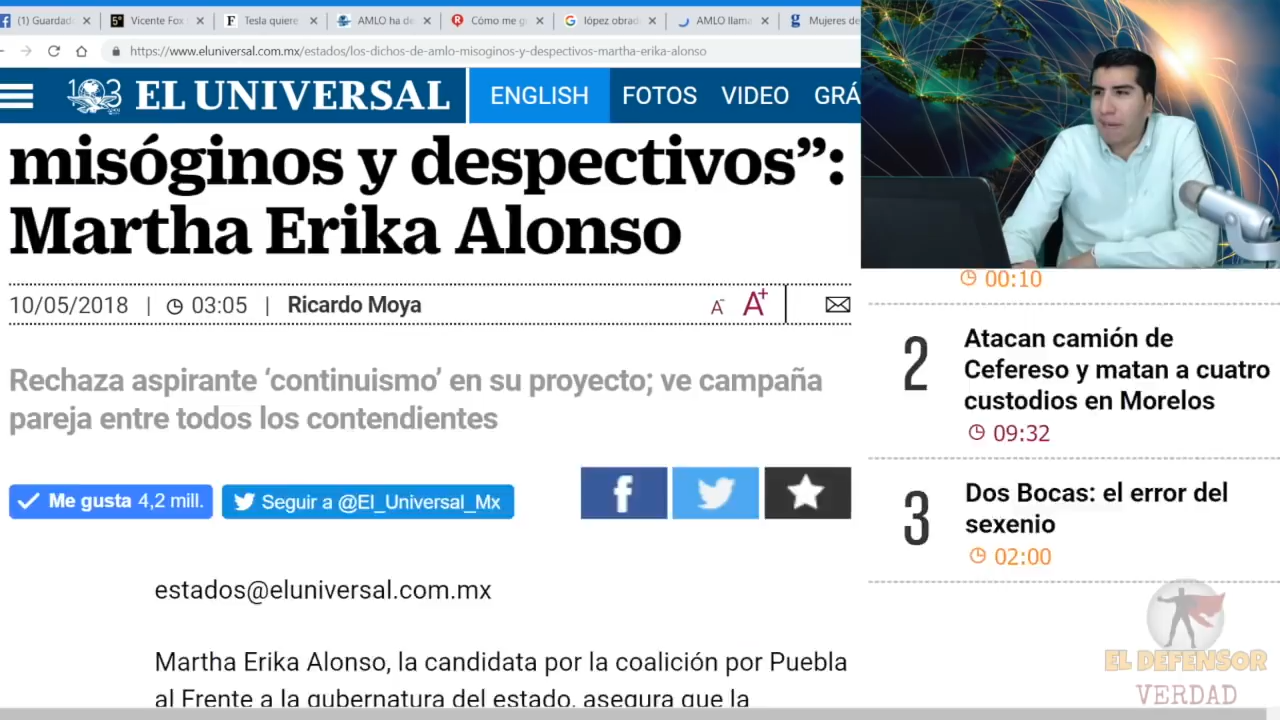 (1) Guardad
Vicente Fox
Tesla quiere
AMLO ha de
Cómo me g
lópez obrad
AMLO llama
Mujeres de
https://www.eluniversal.com.mx/estados/los-dichos-de-amlo-misoginos-y-despectivos-martha-erika-alonso
103
EL UNIVERSAL
ENGLISH
FOTOS
VIDEO
GRÁ
misóginos y despectivos”:
Martha Erika Alonso
10/05/2018 | 03:05 | Ricardo Moya
A- A+
Rechaza aspirante ‘continuismo’ en su proyecto; ve campaña
pareja entre todos los contendientes
Me gusta 4,2 mill.
Seguir a @El_Universal_Mx
estados@eluniversal.com.mx
Martha Erika Alonso, la candidata por la coalición por Puebla
al Frente a la gubernatura del estado, asegura que la
00:10
2
Atacan camión de
Cefereso y matan a cuatro
custodios en Morelos
09:32
3
Dos Bocas: el error del
sexenio
02:00
EL DEFENSOR
VERDAD